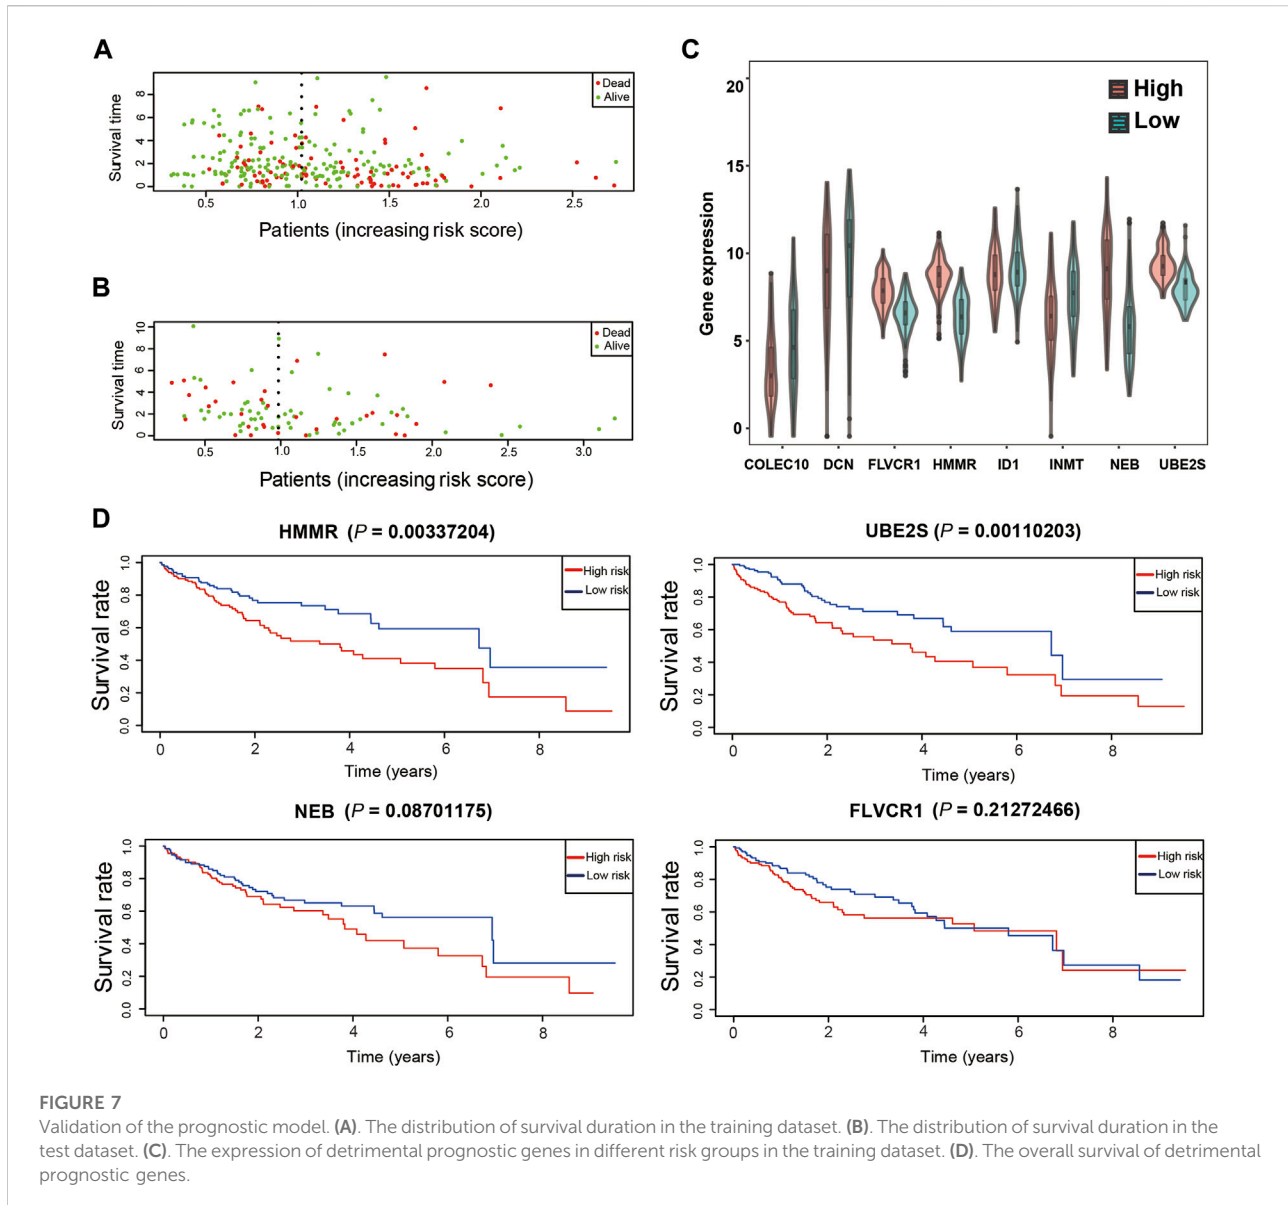 A
Survival time
8
6
4
2
0
Dead
Alive
0.5 1.0 1.5 2.0 2.5
Patients (increasing risk score)
B
Survival time
10
8
6
4
2
0
Dead
Alive
0.5 1.0 1.5 2.0 2.5 3.0
Patients (increasing risk score)
C
Gene expression
20
15
10
5
0
High
Low
COLEC10 DCN FLVCR1 HMMR ID1 INMT NEB UBE2S
D
HMMR (P = 0.00337204)
Survival rate
1.0
0.8
0.6
0.4
0.2
0.0
High risk
Low risk
0 2 4 6 8
Time (years)
UBE2S (P = 0.00110203)
Survival rate
1.0
0.8
0.6
0.4
0.2
0.0
High risk
Low risk
0 2 4 6 8
Time (years)
NEB (P = 0.08701175)
Survival rate
1.0
0.8
0.6
0.4
0.2
0.0
High risk
Low risk
0 2 4 6 8
Time (years)
FLVCR1 (P = 0.21272466)
Survival rate
1.0
0.8
0.6
0.4
0.2
0.0
High risk
Low risk
0 2 4 6 8
Time (years)
FIGURE 7
Validation of the prognostic model. (A). The distribution of survival duration in the training dataset. (B). The distribution of survival duration in the
test dataset. (C). The expression of detrimental prognostic genes in different risk groups in the training dataset. (D). The overall survival of detrimental
prognostic genes.